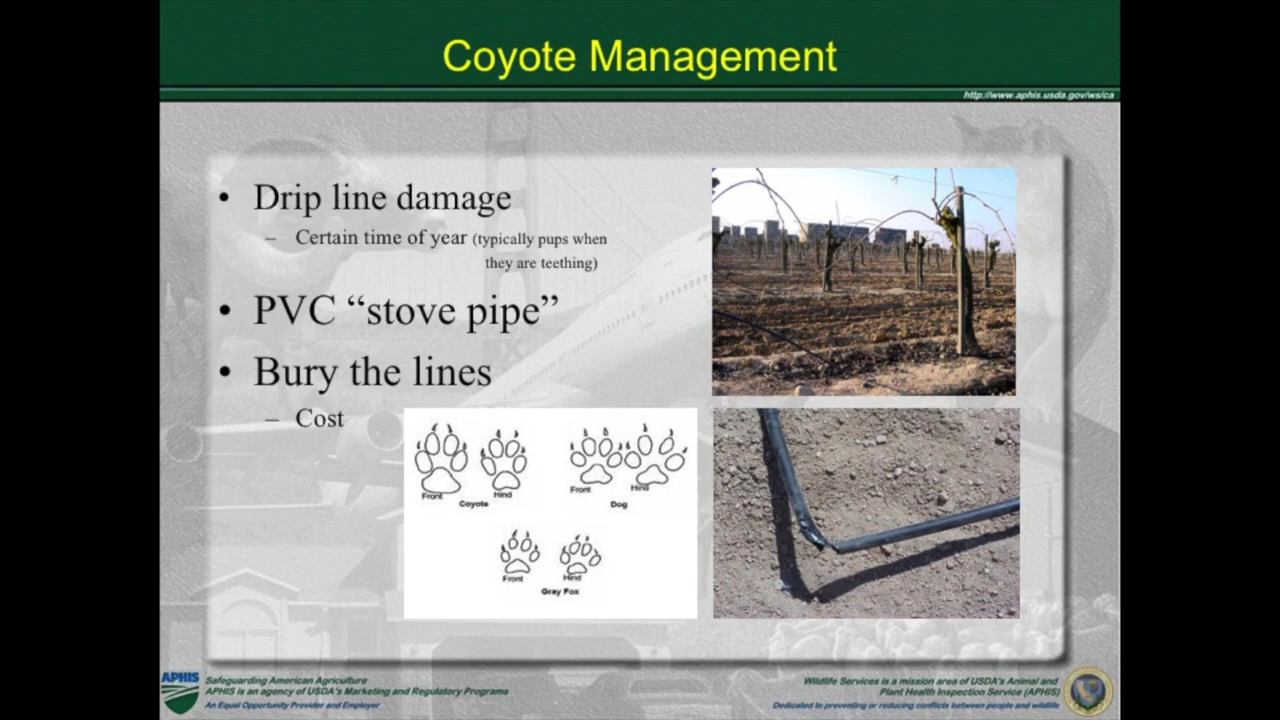 Coyote Management
http://www.aphis.usda.gov/ws/ca
• Drip line damage
– Certain time of year (typically pups when
they are teething)
• PVC “stove pipe”
• Bury the lines
– Cost
Front Hind
Coyote
Front Hind
Dog
Front Hind
Gray Fox
APHIS
Safeguarding American Agriculture
APHIS is an agency of USDA's Marketing and Regulatory Programs
An Equal Opportunity Provider and Employer
Wildlife Services is a mission area of USDA's Animal and
Plant Health Inspection Service (APHIS)
Dedicated to preventing or reducing conflicts between people and wildlife